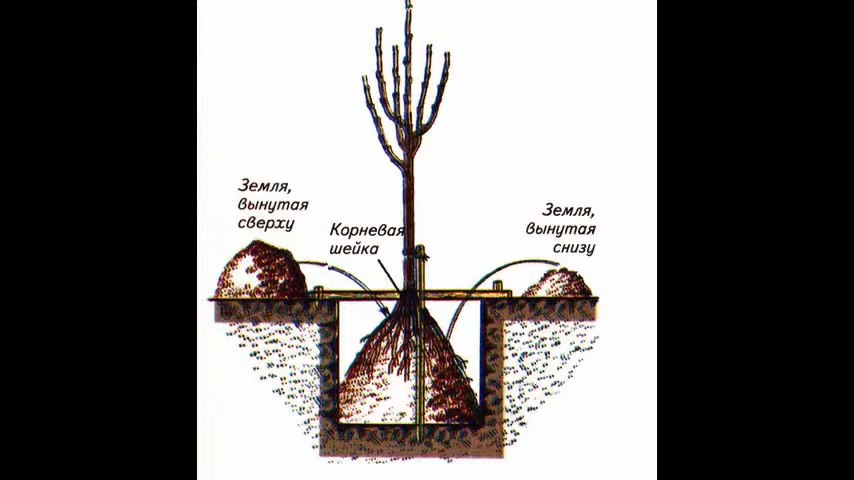 Земля,
вынутая
сверху
Корневая
шейка
Земля,
вынутая
снизу